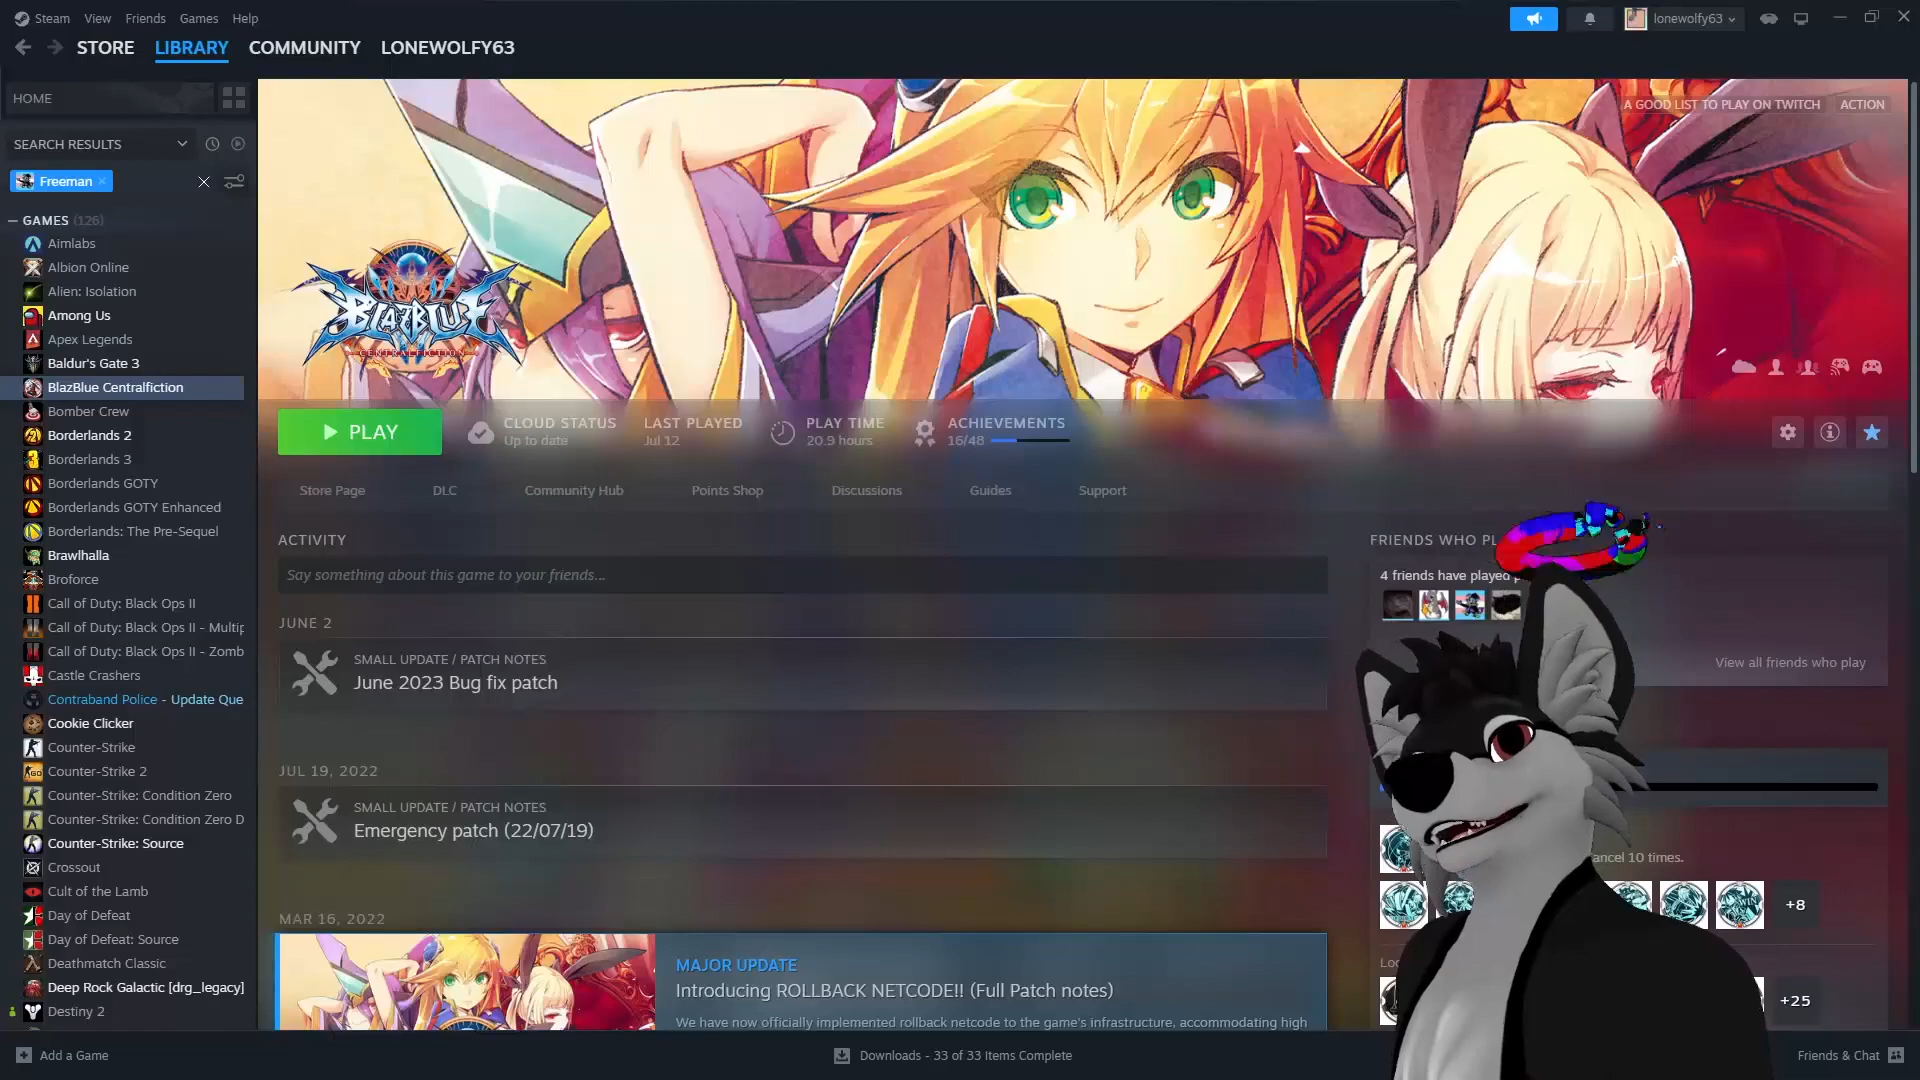 Steam View Friends Games Help
lonewolfy63
STORE LIBRARY COMMUNITY LONEWOLFY63
HOME
SEARCH RESULTS
Freeman
GAMES (126)
Aimlabs
Albion Online
Alien: Isolation
Among Us
Apex Legends
Baldur's Gate 3
BlazBlue Centralfiction
Bomber Crew
Borderlands 2
Borderlands 3
Borderlands GOTY
Borderlands GOTY Enhanced
Borderlands: The Pre-Sequel
Brawlhalla
Broforce
Call of Duty: Black Ops II
Call of Duty: Black Ops II - Multip
Call of Duty: Black Ops II - Zomb
Castle Crashers
Contraband Police - Update Que
Cookie Clicker
Counter-Strike
Counter-Strike 2
Counter-Strike: Condition Zero
Counter-Strike: Condition Zero D
Counter-Strike: Source
Crossout
Cult of the Lamb
Day of Defeat
Day of Defeat: Source
Deathmatch Classic
Deep Rock Galactic [drg_legacy]
Destiny 2
Add a Game
A GOOD LIST TO PLAY ON TWITCH ACTION
BLAZBLUE
CENTRALFICTION
PLAY
CLOUD STATUS
Up to date
LAST PLAYED
Jul 12
PLAY TIME
20.9 hours
ACHIEVEMENTS
16/48
Store Page DLC Community Hub Points Shop Discussions Guides Support
ACTIVITY
Say something about this game to your friends...
JUNE 2
SMALL UPDATE / PATCH NOTES
June 2023 Bug fix patch
JUL 19, 2022
SMALL UPDATE / PATCH NOTES
Emergency patch (22/07/19)
MAR 16, 2022
MAJOR UPDATE
Introducing ROLLBACK NETCODE!! (Full Patch notes)
We have now officially implemented rollback netcode to the game's infrastructure, accommodating high
FRIENDS WHO PL
4 friends have played p
View all friends who play
ancel 10 times.
+8
Loc
+25
Downloads - 33 of 33 Items Complete
Friends & Chat